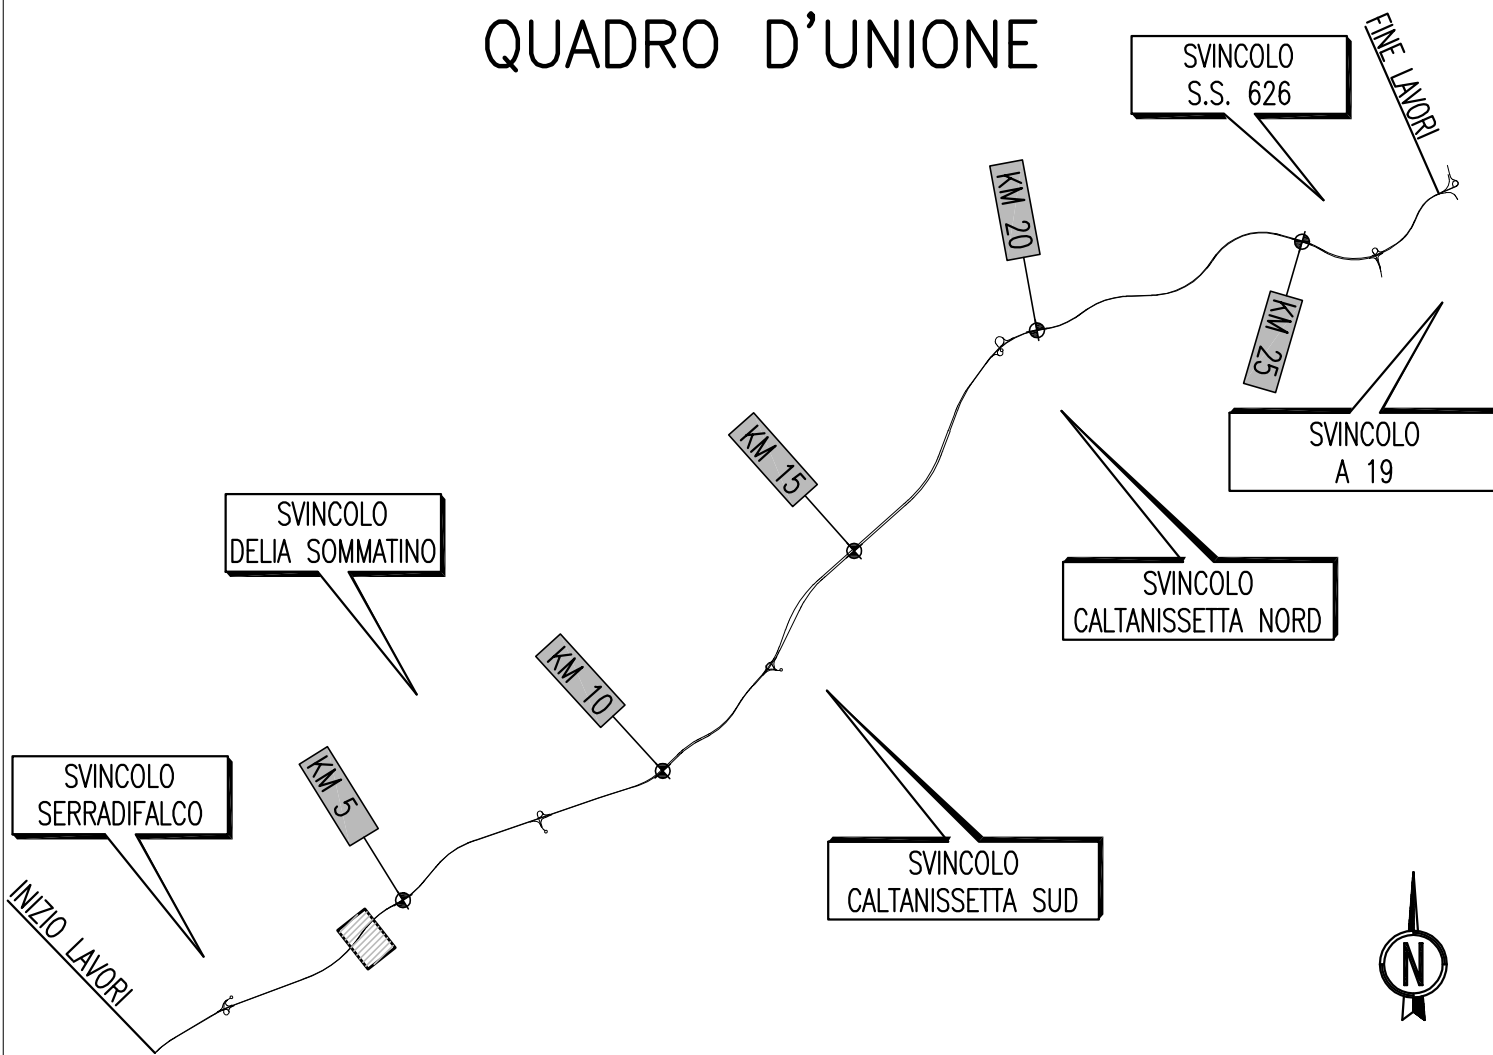 QUADRO D'UNIONE
SVINCOLO
S.S. 626
FINE LAVORI
KM 20
KM 25
SVINCOLO
A 19
KM 15
SVINCOLO
DELIA SOMMATINO
SVINCOLO
CALTANISSETTA NORD
KM 10
KM 5
SVINCOLO
SERRADIFALCO
SVINCOLO
CALTANISSETTA SUD
INIZIO LAVORI
N